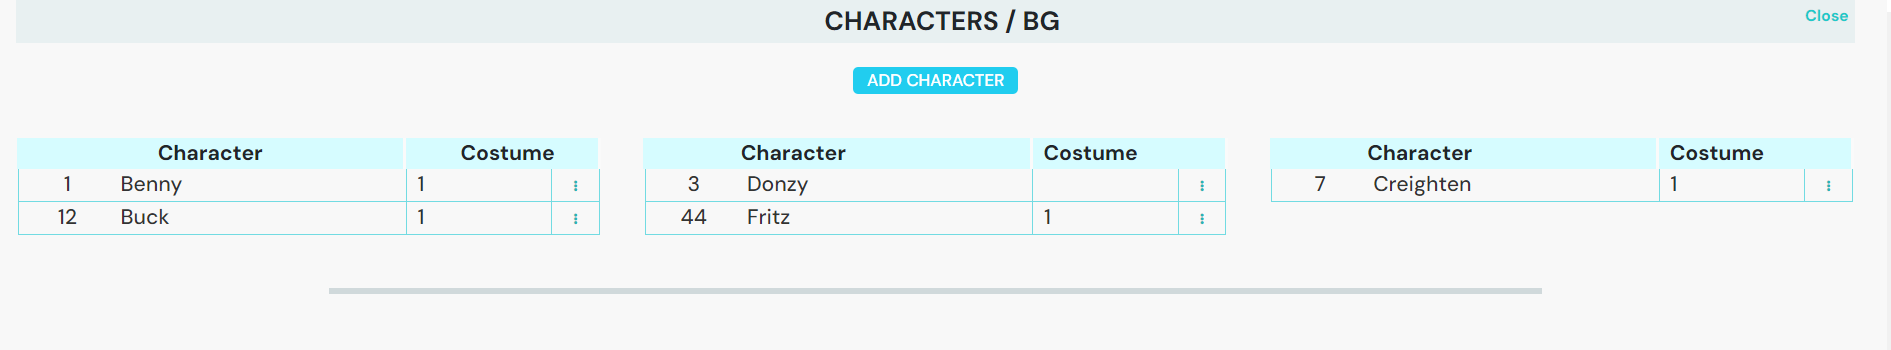 CHARACTERS / BG
Close
ADD CHARACTER
Character Costume Character Costume Character Costume
1 Benny 1 3 Donzy 7 Creighten 1
12 Buck 1 44 Fritz 1